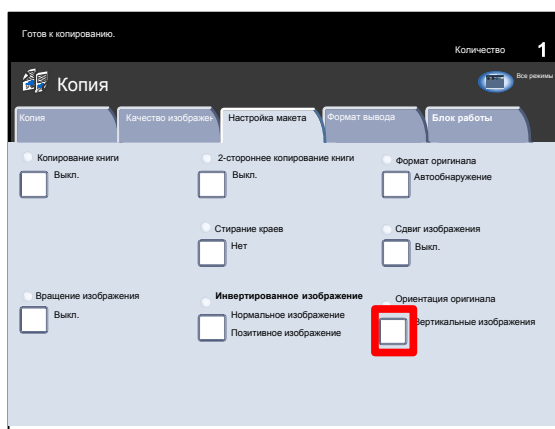 Готов к копированию.
Количество 1
Копия
Все режимы
Копия
Качество изображен
Настройка макета
Формат вывода
Блок работы
Копирование книги
Выкл.
2-стороннее копирование книги
Выкл.
Формат оригинала
Автообнаружение
Стирание краев
Нет
Сдвиг изображения
Выкл.
Вращение изображения
Выкл.
Инвертированное изображение
Нормальное изображение
Позитивное изображение
Ориентация оригинала
Вертикальные изображения